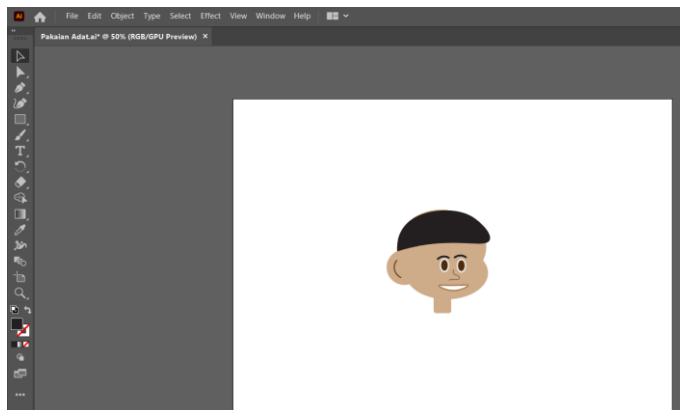 Ai File Edit Object Type Select Effect View Window Help
Pakaian Adat.ai* @ 50% (RGB/GPU Preview) ×